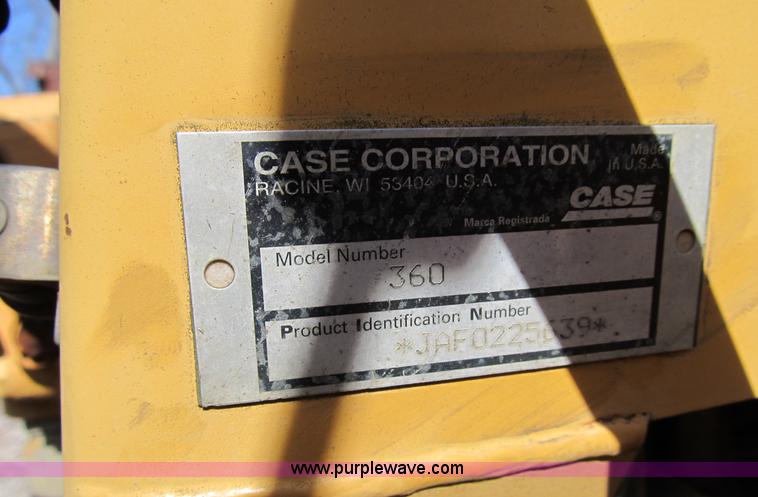 CASE CORPORATION
Made
RACINE, WI 53404 U.S.A.
in U.S.A.
CASE
®
Marca Registrada
Model Number
360
Product Identification Number
*JAF0225639*
www.purplewave.com